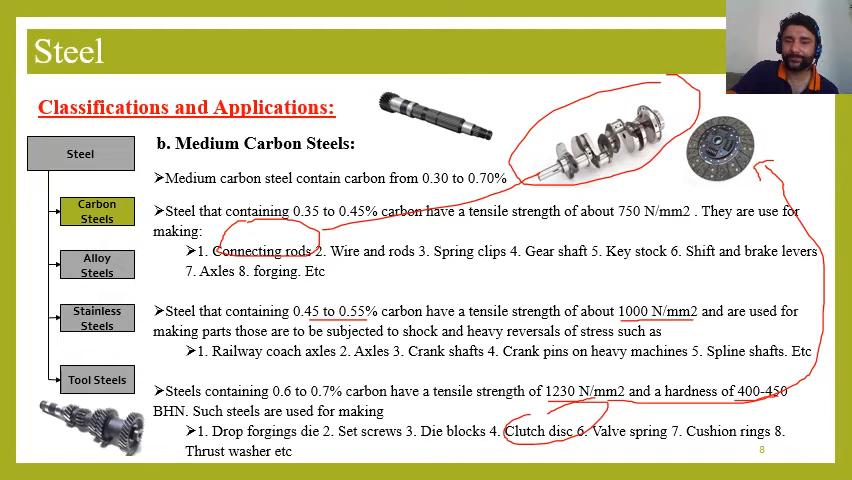 Steel
Classifications and Applications:
Steel
Carbon
Steels
Alloy
Steels
Stainless
Steels
Tool Steels
b. Medium Carbon Steels:
➢Medium carbon steel contain carbon from 0.30 to 0.70%
➢Steel that containing 0.35 to 0.45% carbon have a tensile strength of about 750 N/mm2 . They are use for
making:
➢1. Connecting rods 2. Wire and rods 3. Spring clips 4. Gear shaft 5. Key stock 6. Shift and brake levers
7. Axles 8. forging. Etc
➢Steel that containing 0.45 to 0.55% carbon have a tensile strength of about 1000 N/mm2 and are used for
making parts those are to be subjected to shock and heavy reversals of stress such as
➢1. Railway coach axles 2. Axles 3. Crank shafts 4. Crank pins on heavy machines 5. Spline shafts. Etc
➢Steels containing 0.6 to 0.7% carbon have a tensile strength of 1230 N/mm2 and a hardness of 400-450
BHN. Such steels are used for making
➢1. Drop forgings die 2. Set screws 3. Die blocks 4. Clutch disc 6. Valve spring 7. Cushion rings 8.
Thrust washer etc
8